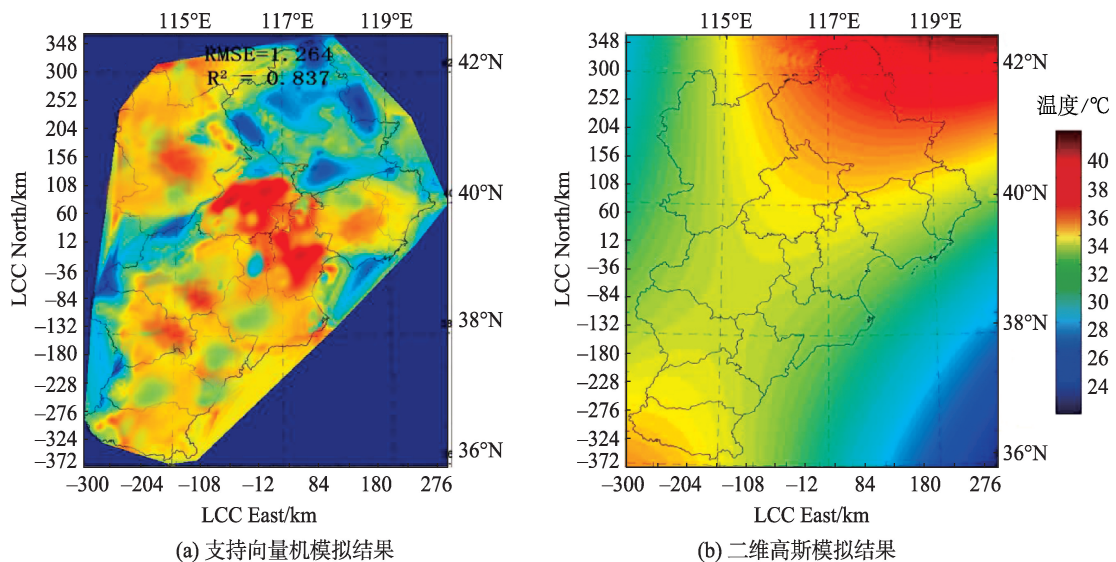 115°E 117°E 119°E
115°E 117°E 119°E
RMSE=1.264
R² = 0.837
348
300
252
204
156
108
60
12
–36
–84
–132
–180
–228
–276
–324
–372
LCC North/km
42°N
40°N
38°N
36°N
–300 –204 –108 –12 84 180 276
LCC East/km
(a) 支持向量机模拟结果
348
300
252
204
156
108
60
12
–36
–84
–132
–180
–228
–276
–324
–372
LCC North/km
42°N
40°N
38°N
36°N
–300 –204 –108 –12 84 180 276
LCC East/km
(b) 二维高斯模拟结果
温度/℃
40
38
36
34
32
30
28
26
24